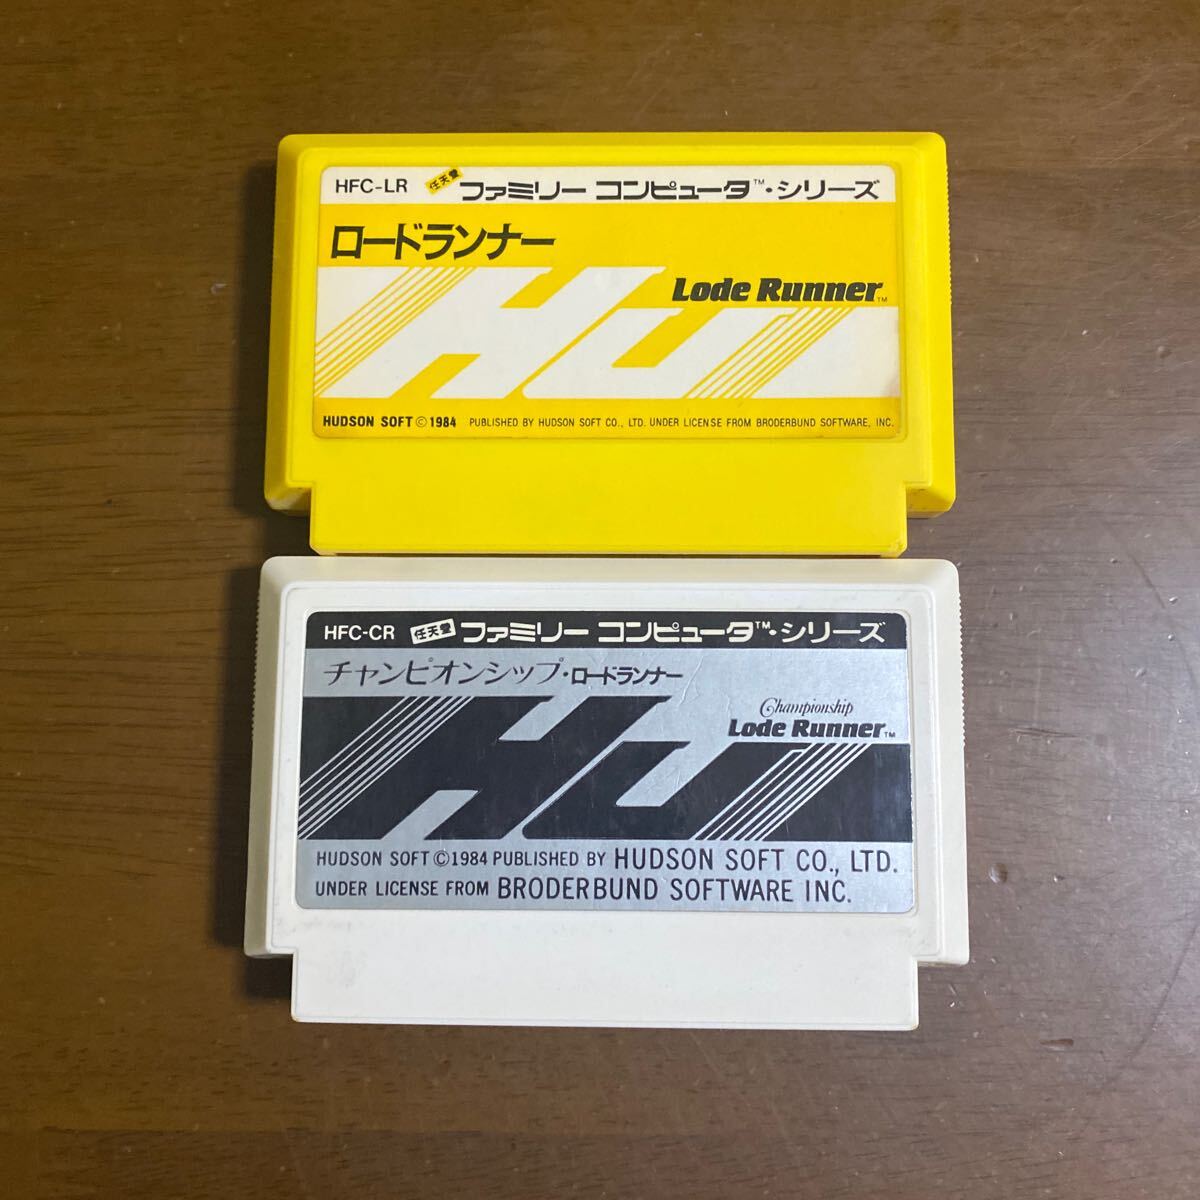 HFC-LR 任天堂 ファミリー コンピュータ™・シリーズ
ロードランナー
Lode Runner™
HU
HUDSON SOFT © 1984 PUBLISHED BY HUDSON SOFT CO., LTD. UNDER LICENSE FROM BRODERBUND SOFTWARE, INC.
HFC-CR 任天堂 ファミリー コンピュータ™・シリーズ
チャンピオンシップ・ロードランナー
Championship
Lode Runner™
HU
HUDSON SOFT ©1984 PUBLISHED BY HUDSON SOFT CO., LTD.
UNDER LICENSE FROM BRODERBUND SOFTWARE INC.